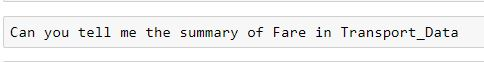 Can you tell me the summary of Fare in Transport_Data